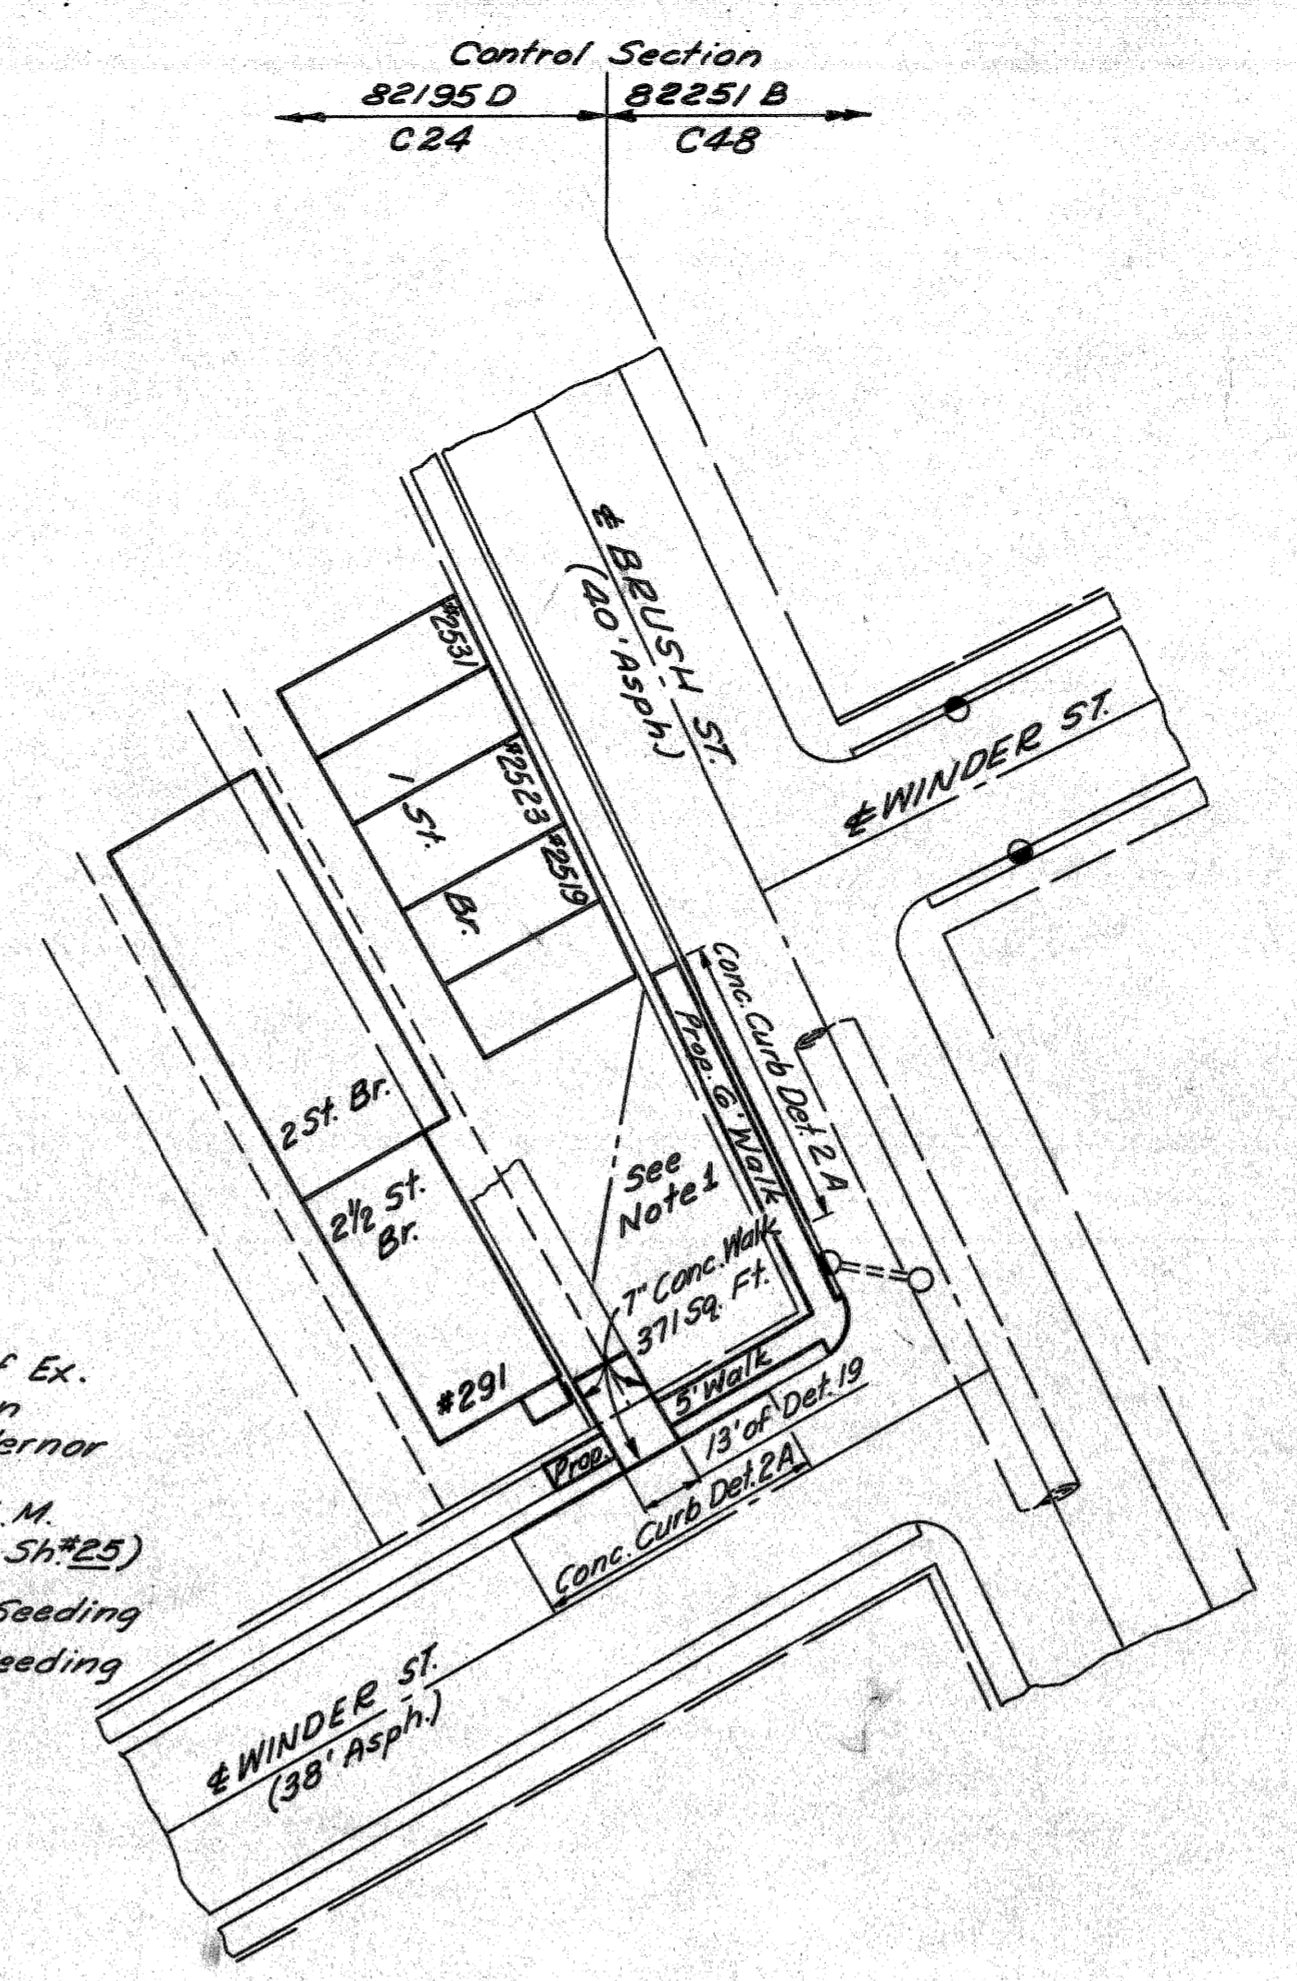 Control Section
82195 D
82251 B
C24
C48
℄ BRUSH ST.
(40' Asph.)
℄ WINDER ST.
#2531
#2523
#2519
1 St.
Br.
Conc. Curb Det. 2 A
Prop. 6' Walk
2 St. Br.
2½ St.
Br.
See
Note 1
7" Conc. Walk
371 Sq. Ft.
#291
5' Walk
13' of Det. 19
Prop.
Conc. Curb Det. 2A
Ex.
M.
Sh. #25)
Seeding
℄ WINDER ST.
(38' Asph.)